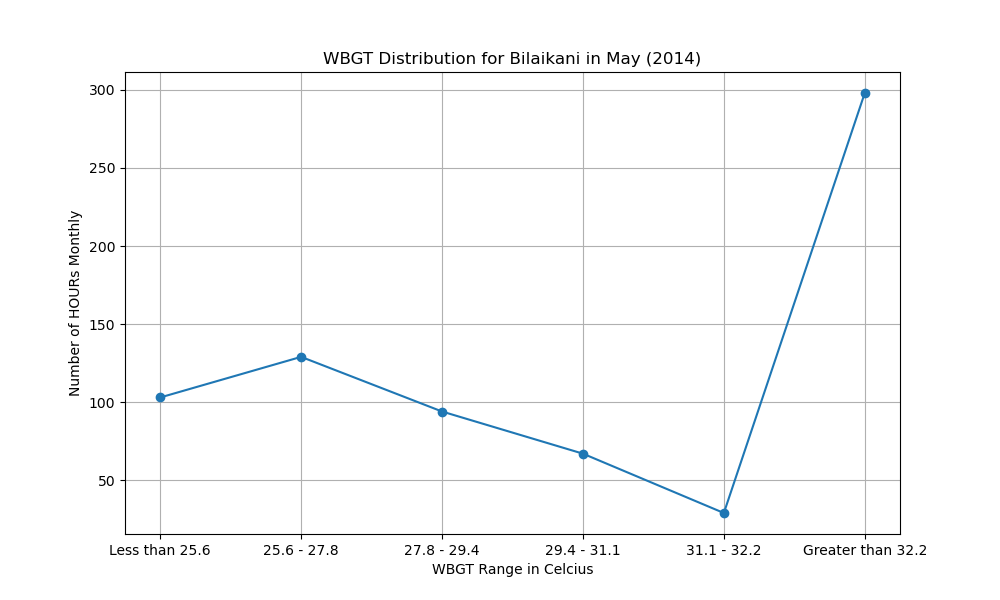 WBGT Distribution for Bilaikani in May (2014)
Number of HOURs Monthly
300
250
200
150
100
50
Less than 25.6 25.6 - 27.8 27.8 - 29.4 29.4 - 31.1 31.1 - 32.2 Greater than 32.2
WBGT Range in Celcius